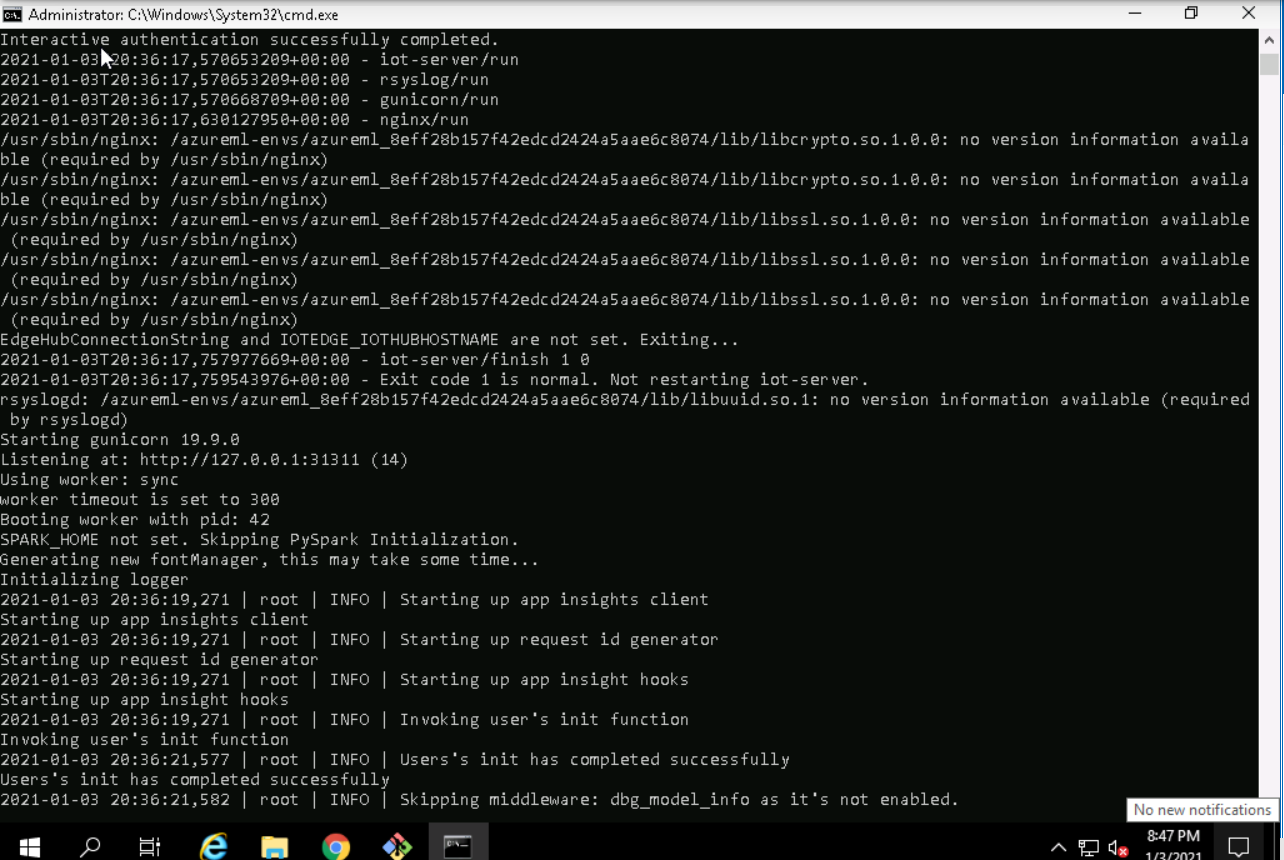 Administrator: C:\Windows\System32\cmd.exe
Interactive authentication successfully completed.
2021-01-03T20:36:17,570653209+00:00 - iot-server/run
2021-01-03T20:36:17,570653209+00:00 - rsyslog/run
2021-01-03T20:36:17,570668709+00:00 - gunicorn/run
2021-01-03T20:36:17,630127950+00:00 - nginx/run
/usr/sbin/nginx: /azureml-envs/azureml_8eff28b157f42edcd2424a5aae6c8074/lib/libcrypto.so.1.0.0: no version information availa
ble (required by /usr/sbin/nginx)
/usr/sbin/nginx: /azureml-envs/azureml_8eff28b157f42edcd2424a5aae6c8074/lib/libcrypto.so.1.0.0: no version information availa
ble (required by /usr/sbin/nginx)
/usr/sbin/nginx: /azureml-envs/azureml_8eff28b157f42edcd2424a5aae6c8074/lib/libssl.so.1.0.0: no version information available
 (required by /usr/sbin/nginx)
/usr/sbin/nginx: /azureml-envs/azureml_8eff28b157f42edcd2424a5aae6c8074/lib/libssl.so.1.0.0: no version information available
 (required by /usr/sbin/nginx)
/usr/sbin/nginx: /azureml-envs/azureml_8eff28b157f42edcd2424a5aae6c8074/lib/libssl.so.1.0.0: no version information available
 (required by /usr/sbin/nginx)
EdgeHubConnectionString and IOTEDGE_IOTHUBHOSTNAME are not set. Exiting...
2021-01-03T20:36:17,757977669+00:00 - iot-server/finish 1 0
2021-01-03T20:36:17,759543976+00:00 - Exit code 1 is normal. Not restarting iot-server.
rsyslogd: /azureml-envs/azureml_8eff28b157f42edcd2424a5aae6c8074/lib/libuuid.so.1: no version information available (required
 by rsyslogd)
Starting gunicorn 19.9.0
Listening at: http://127.0.0.1:31311 (14)
Using worker: sync
worker timeout is set to 300
Booting worker with pid: 42
SPARK_HOME not set. Skipping PySpark Initialization.
Generating new fontManager, this may take some time...
Initializing logger
2021-01-03 20:36:19,271 | root | INFO | Starting up app insights client
Starting up app insights client
2021-01-03 20:36:19,271 | root | INFO | Starting up request id generator
Starting up request id generator
2021-01-03 20:36:19,271 | root | INFO | Starting up app insight hooks
Starting up app insight hooks
2021-01-03 20:36:19,271 | root | INFO | Invoking user's init function
Invoking user's init function
2021-01-03 20:36:21,577 | root | INFO | Users's init has completed successfully
Users's init has completed successfully
2021-01-03 20:36:21,582 | root | INFO | Skipping middleware: dbg_model_info as it's not enabled.
No new notifications
8:47 PM
1/3/2021